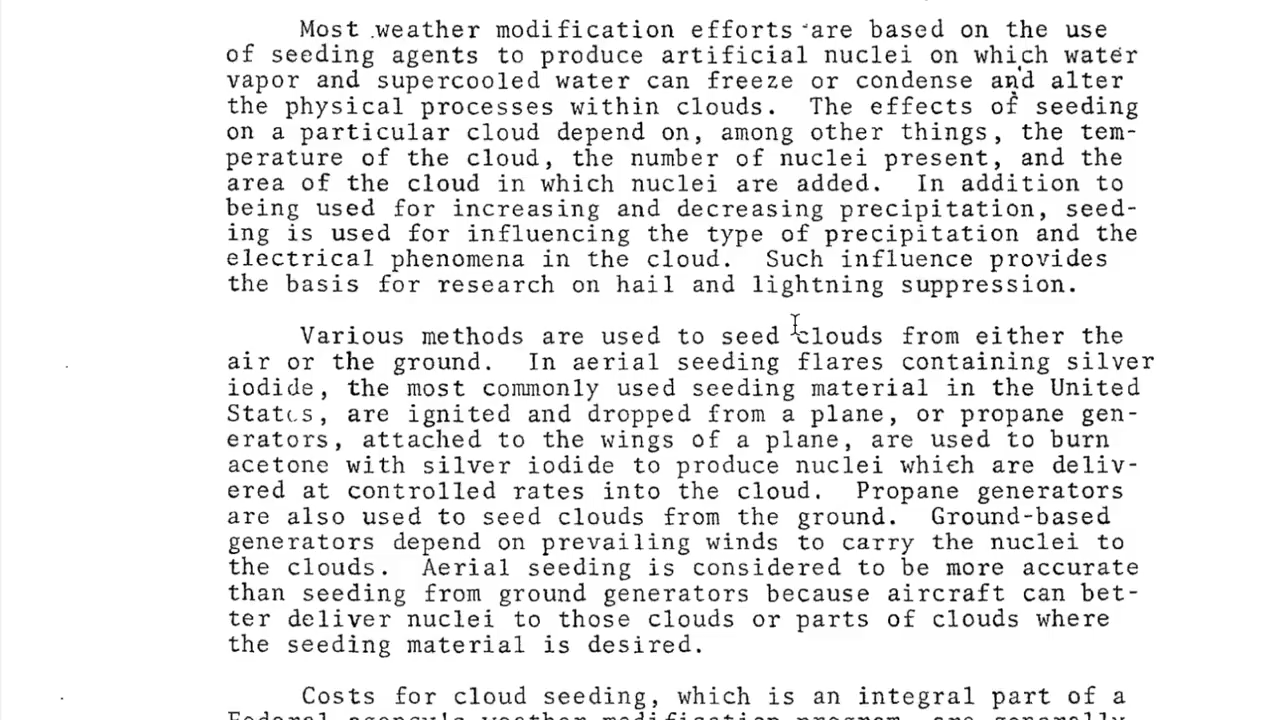 Most weather modification efforts are based on the use
of seeding agents to produce artificial nuclei on which water
vapor and supercooled water can freeze or condense and alter
the physical processes within clouds. The effects of seeding
on a particular cloud depend on, among other things, the tem-
perature of the cloud, the number of nuclei present, and the
area of the cloud in which nuclei are added. In addition to
being used for increasing and decreasing precipitation, seed-
ing is used for influencing the type of precipitation and the
electrical phenomena in the cloud. Such influence provides
the basis for research on hail and lightning suppression.
Various methods are used to seed clouds from either the
air or the ground. In aerial seeding flares containing silver
iodide, the most commonly used seeding material in the United
States, are ignited and dropped from a plane, or propane gen-
erators, attached to the wings of a plane, are used to burn
acetone with silver iodide to produce nuclei which are deliv-
ered at controlled rates into the cloud. Propane generators
are also used to seed clouds from the ground. Ground-based
generators depend on prevailing winds to carry the nuclei to
the clouds. Aerial seeding is considered to be more accurate
than seeding from ground generators because aircraft can bet-
ter deliver nuclei to those clouds or parts of clouds where
the seeding material is desired.
Costs for cloud seeding, which is an integral part of a
Federal agency's weather modification program, are generally